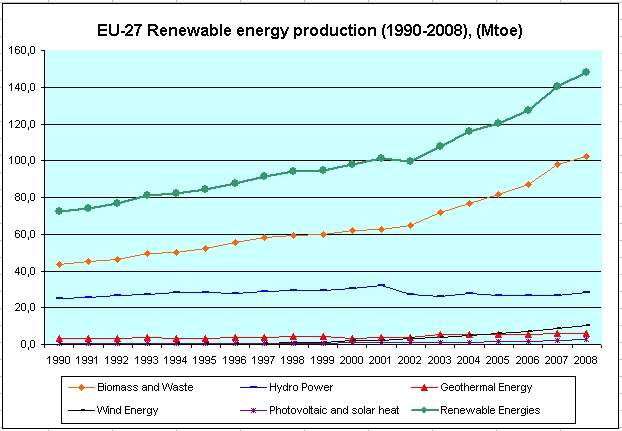 EU-27 Renewable energy production (1990-2008), (Mtoe)
160,0
140,0
120,0
100,0
80,0
60,0
40,0
20,0
0,0
1990 1991 1992 1993 1994 1995 1996 1997 1998 1999 2000 2001 2002 2003 2004 2005 2006 2007 2008
Biomass and Waste Hydro Power Geothermal Energy
Wind Energy Photovoltaic and solar heat Renewable Energies